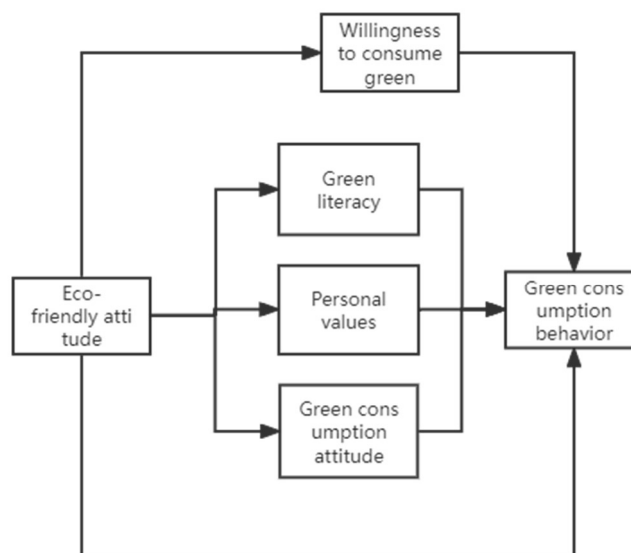 Willingness
to consume
green
Green
literacy
Eco-
friendly atti
tude
Personal
values
Green cons
umption
behavior
Green cons
umption
attitude